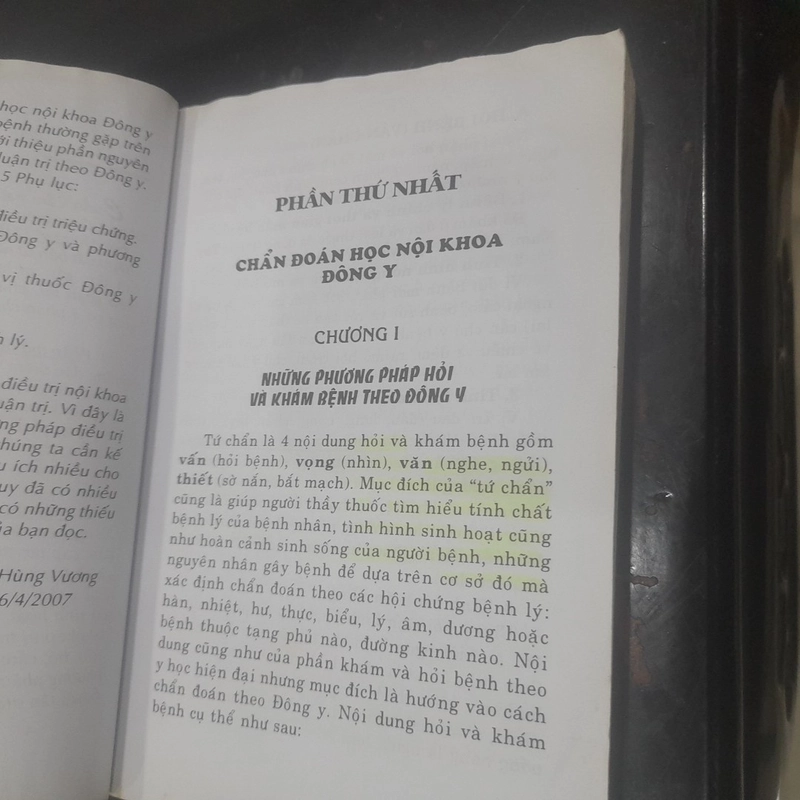 học nội khoa Đông y
bệnh thường gặp trên
ới thiệu phần nguyên
luận trị theo Đông y.
5 Phụ lục:
điều trị triệu chứng.
Đông y và phương
vị thuốc Đông y
lý.
điều trị nội khoa
uận trị. Vì đây là
ng pháp điều trị
húng ta cần kế
u ích nhiều cho
uy đã có nhiều
có những thiếu
ủa bạn đọc.
Hùng Vương
6/4/2007
PHẦN THỨ NHẤT
CHẨN ĐOÁN HỌC NỘI KHOA
ĐÔNG Y
CHƯƠNG I
NHỮNG PHƯƠNG PHÁP HỎI
VÀ KHÁM BỆNH THEO ĐÔNG Y
Tứ chẩn là 4 nội dung hỏi và khám bệnh gồm
vấn (hỏi bệnh), vọng (nhìn), văn (nghe, ngửi),
thiết (sờ nắn, bắt mạch). Mục đích của “tứ chẩn”
cũng là giúp người thầy thuốc tìm hiểu tính chất
bệnh lý của bệnh nhân, tình hình sinh hoạt cũng
như hoàn cảnh sinh sống của người bệnh, những
nguyên nhân gây bệnh để dựa trên cơ sở đó mà
xác định chẩn đoán theo các hội chứng bệnh lý:
hàn, nhiệt, hư, thực, biểu, lý, âm, dương hoặc
bệnh thuộc tạng phủ nào, đường kinh nào. Nội
dung cũng như của phần khám và hỏi bệnh theo
y học hiện đại nhưng mục đích là hướng vào cách
chẩn đoán theo Đông y. Nội dung hỏi và khám
bệnh cụ thể như sau: